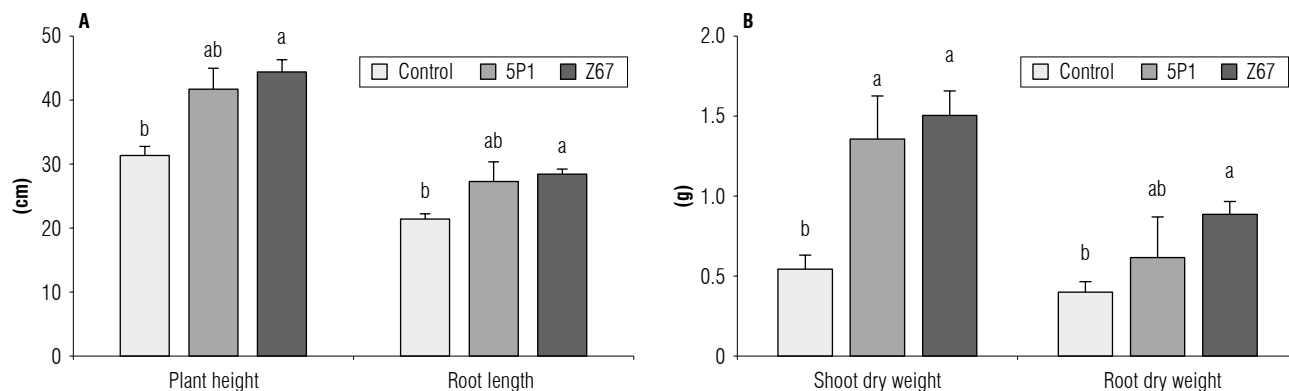 A
50
40
30
20
10
0
(cm)
Control 5P1 Z67
b ab a
b ab a
Plant height Root length
B
2.0
1.5
1.0
0.5
0
(g)
Control 5P1 Z67
b a a
b ab a
Shoot dry weight Root dry weight